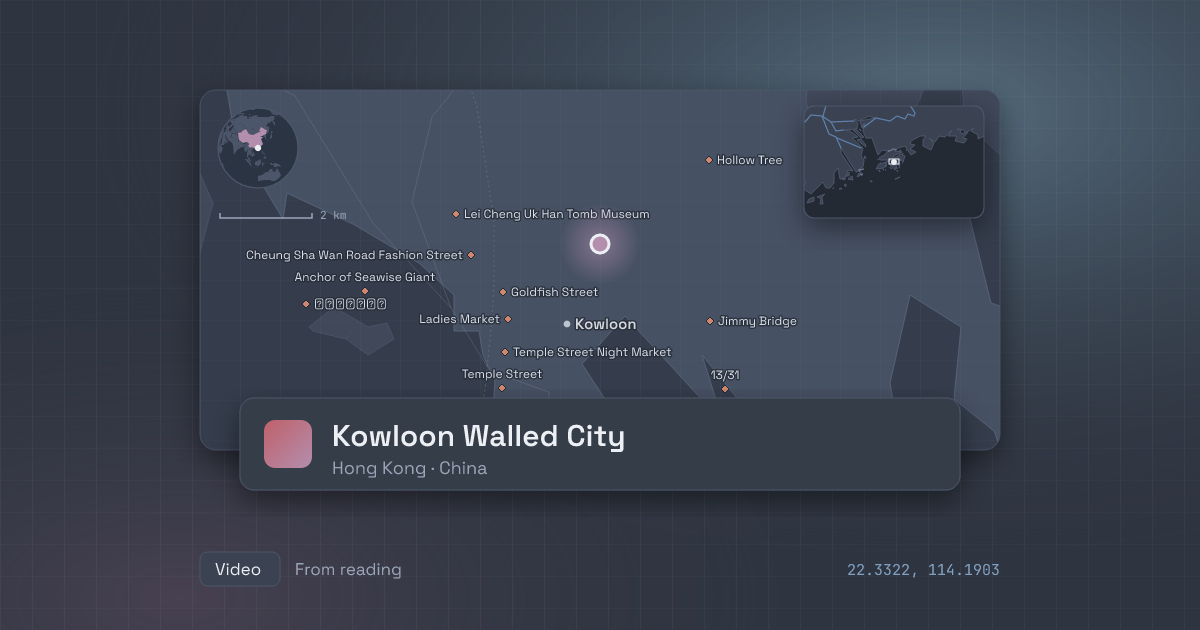 Hollow Tree
Lei Cheng Uk Han Tomb Museum
2 km
Cheung Sha Wan Road Fashion Street
Anchor of Seawise Giant
Goldfish Street
Ladies Market
Kowloon
Jimmy Bridge
Temple Street Night Market
Temple Street
13/31
Kowloon Walled City
Hong Kong · China
Video
From reading
22.3322, 114.1903